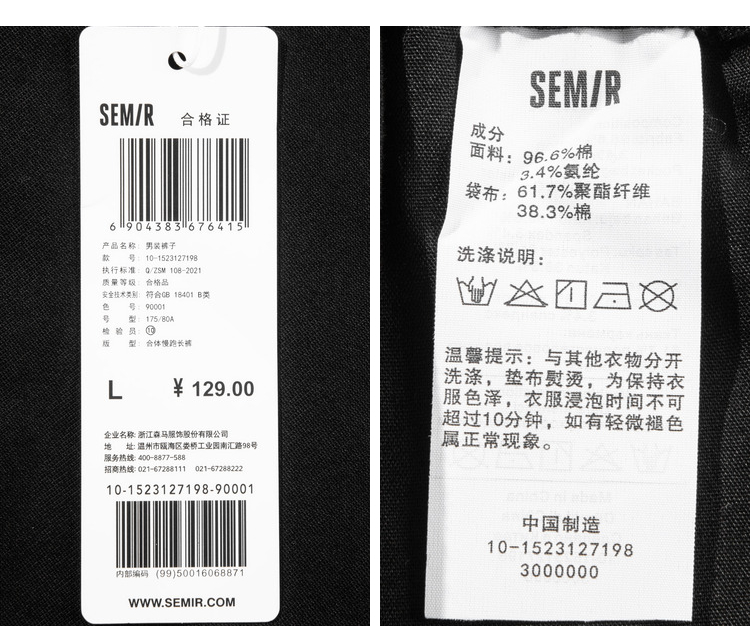 SEMIR 合格证
6 904383 676415
产品名称: 男装裤子
款 号: 10-1523127198
执行标准: Q/ZSM 108-2021
质量等级: 合格品
安全技术类别: 符合GB 18401 B类
色 号: 90001
号 型: 175/80A
检 验 员: 10
版 型: 合体慢跑长裤
L ¥ 129.00
企业名称: 浙江森马服饰股份有限公司
地 址: 温州市瓯海区娄桥工业园南汇路98号
服务热线: 400-8877-588
招商热线: 021-67288111 021-67288222
10-1523127198-90001
内部编码 (99)50016068871
WWW.SEMIR.COM
SEMIR
成分
面料: 96.6%棉
3.4%氨纶
袋布: 61.7%聚酯纤维
38.3%棉
洗涤说明:
温馨提示: 与其他衣物分开
洗涤，垫布熨烫，为保持衣
服色泽，衣服浸泡时间不可
超过10分钟，如有轻微褪色
属正常现象。
中国制造
10-1523127198
3000000